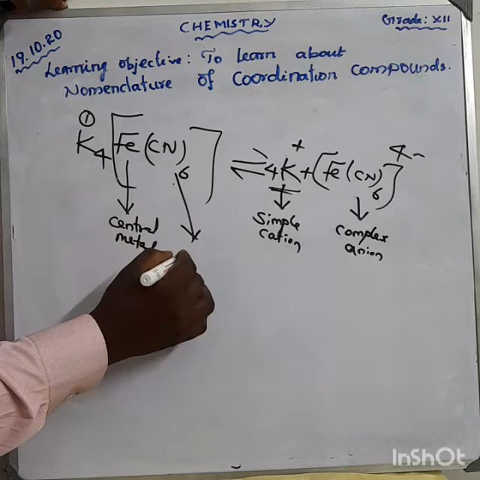 CHEMISTRY
Grade: XII
19.10.20
Learning objective: To learn about
Nomenclature of Coordination Compounds.
① K4[Fe(CN)6] ⇌ 4K+ + [Fe(CN)6]4-
Central
metal
Simple
cation
Complex
anion
InShOt